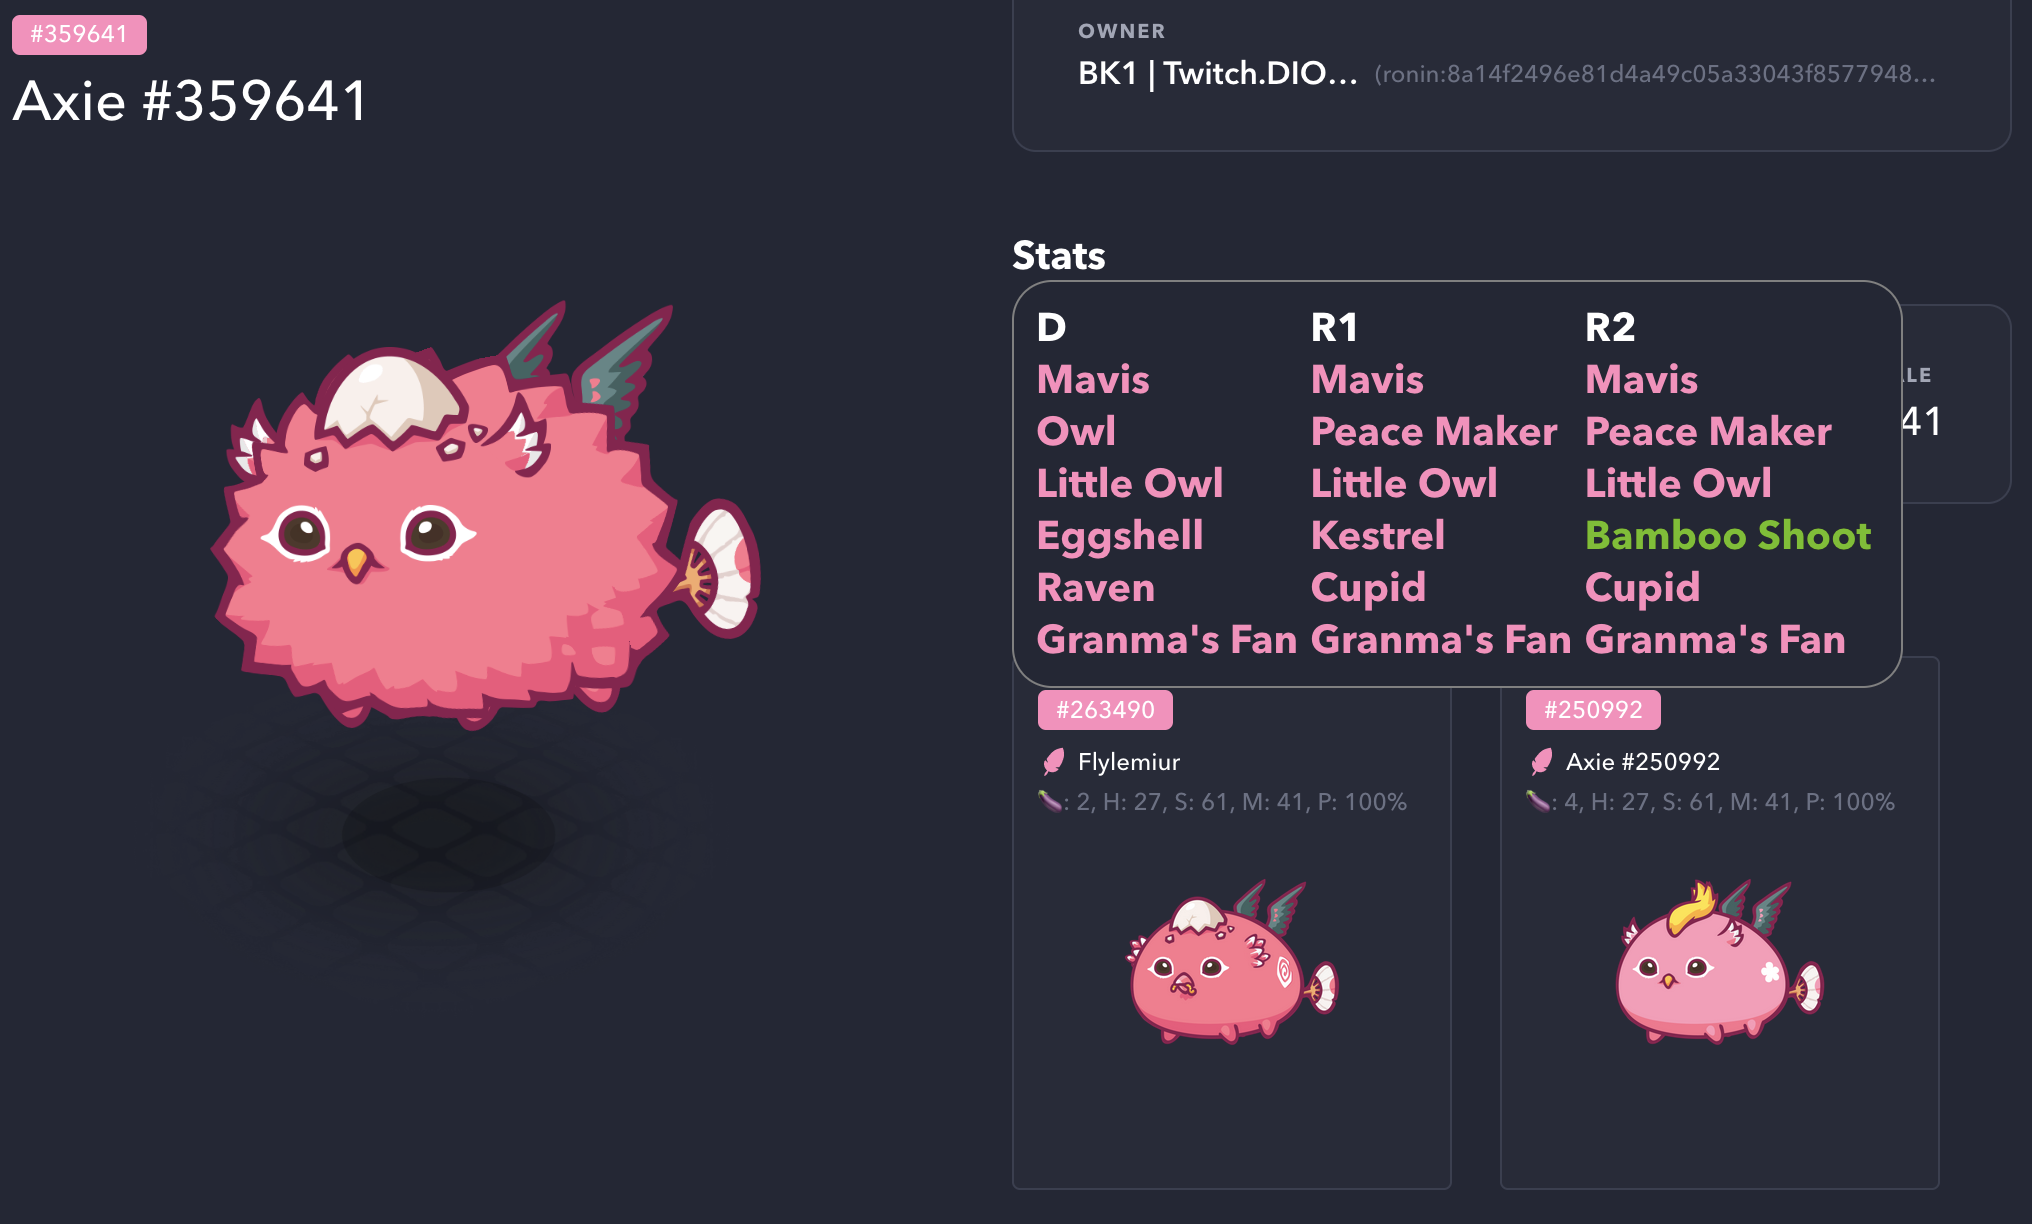 #359641
Axie #359641
OWNER
BK1 | Twitch.DIO... (ronin:8a14f2496e81d4a49c05a33043f8577948...
Stats
D R1 R2
Mavis Mavis Mavis
Owl Peace Maker Peace Maker
Little Owl Little Owl Little Owl
Eggshell Kestrel Bamboo Shoot
Raven Cupid Cupid
Granma's Fan Granma's Fan Granma's Fan
LE
41
#263490
Flylemiur
: 2, H: 27, S: 61, M: 41, P: 100%
#250992
Axie #250992
: 4, H: 27, S: 61, M: 41, P: 100%